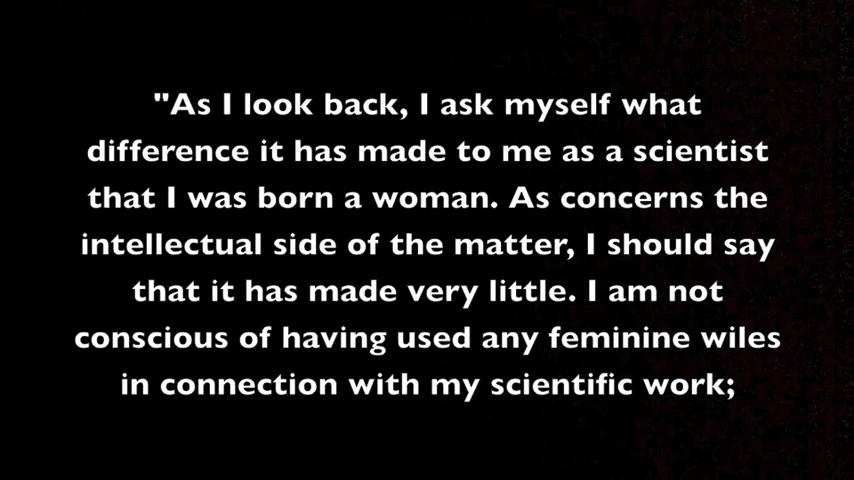 "As I look back, I ask myself what
difference it has made to me as a scientist
that I was born a woman. As concerns the
intellectual side of the matter, I should say
that it has made very little. I am not
conscious of having used any feminine wiles
in connection with my scientific work;